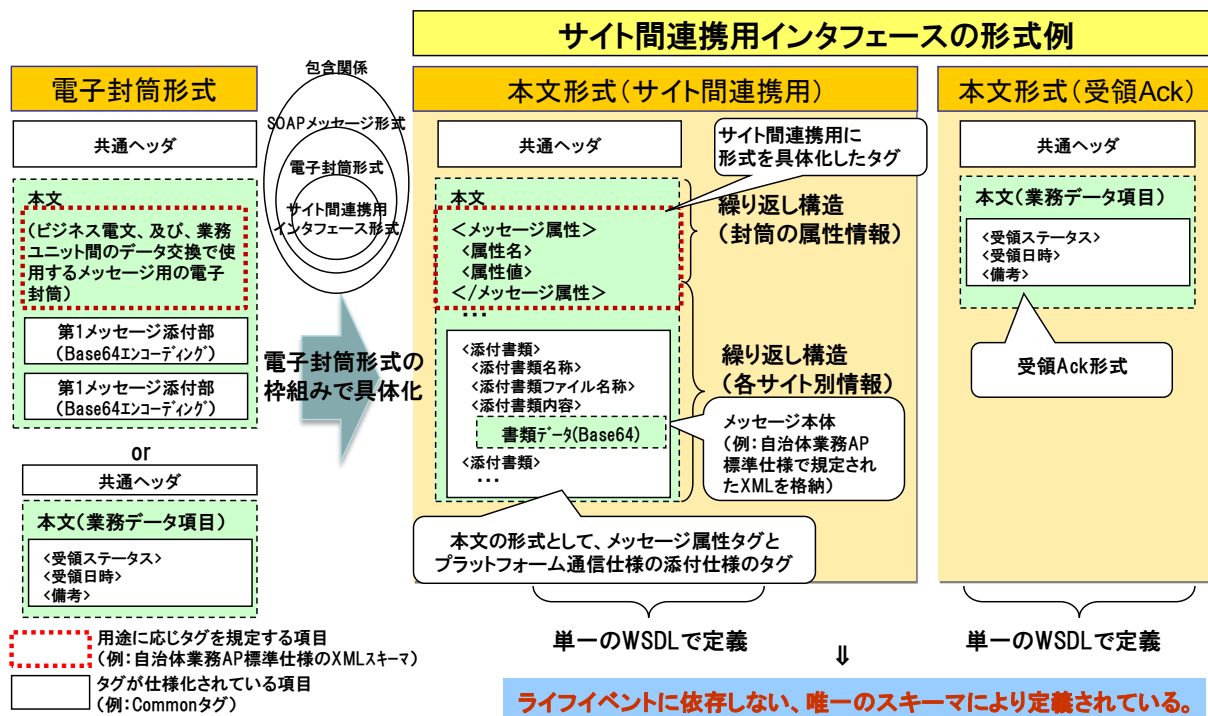 サイト間連携用インタフェースの形式例
電子封筒形式
共通ヘッダ
本文
(ビジネス電文、及び、業務
ユニット間のデータ交換で使
用するメッセージ用の電子
封筒)
第1メッセージ添付部
(Base64エンコーディング)
第1メッセージ添付部
(Base64エンコーディング)
or
共通ヘッダ
本文(業務データ項目)
<受領ステータス>
<受領日時>
<備考>
包含関係
SOAPメッセージ形式
電子封筒形式
サイト間連携用
インタフェース形式
電子封筒形式の
枠組みで具体化
本文形式(サイト間連携用)
共通ヘッダ
サイト間連携用に
形式を具体化したタグ
本文
<メッセージ属性>
<属性名>
<属性値>
</メッセージ属性>
・・・
繰り返し構造
(封筒の属性情報)
<添付書類>
<添付書類名称>
<添付書類ファイル名称>
<添付書類内容>
書類データ(Base64)
<添付書類>
・・・
繰り返し構造
(各サイト別情報)
メッセージ本体
(例:自治体業務AP
標準仕様で規定され
たXMLを格納)
本文の形式として、メッセージ属性タグと
プラットフォーム通信仕様の添付仕様のタグ
単一のWSDLで定義
本文形式(受領Ack)
共通ヘッダ
本文(業務データ項目)
<受領ステータス>
<受領日時>
<備考>
受領Ack形式
単一のWSDLで定義
⇓
用途に応じタグを規定する項目
(例:自治体業務AP標準仕様のXMLスキーマ)
タグが仕様化されている項目
(例:Commonタグ)
ライフイベントに依存しない、唯一のスキーマにより定義されている。